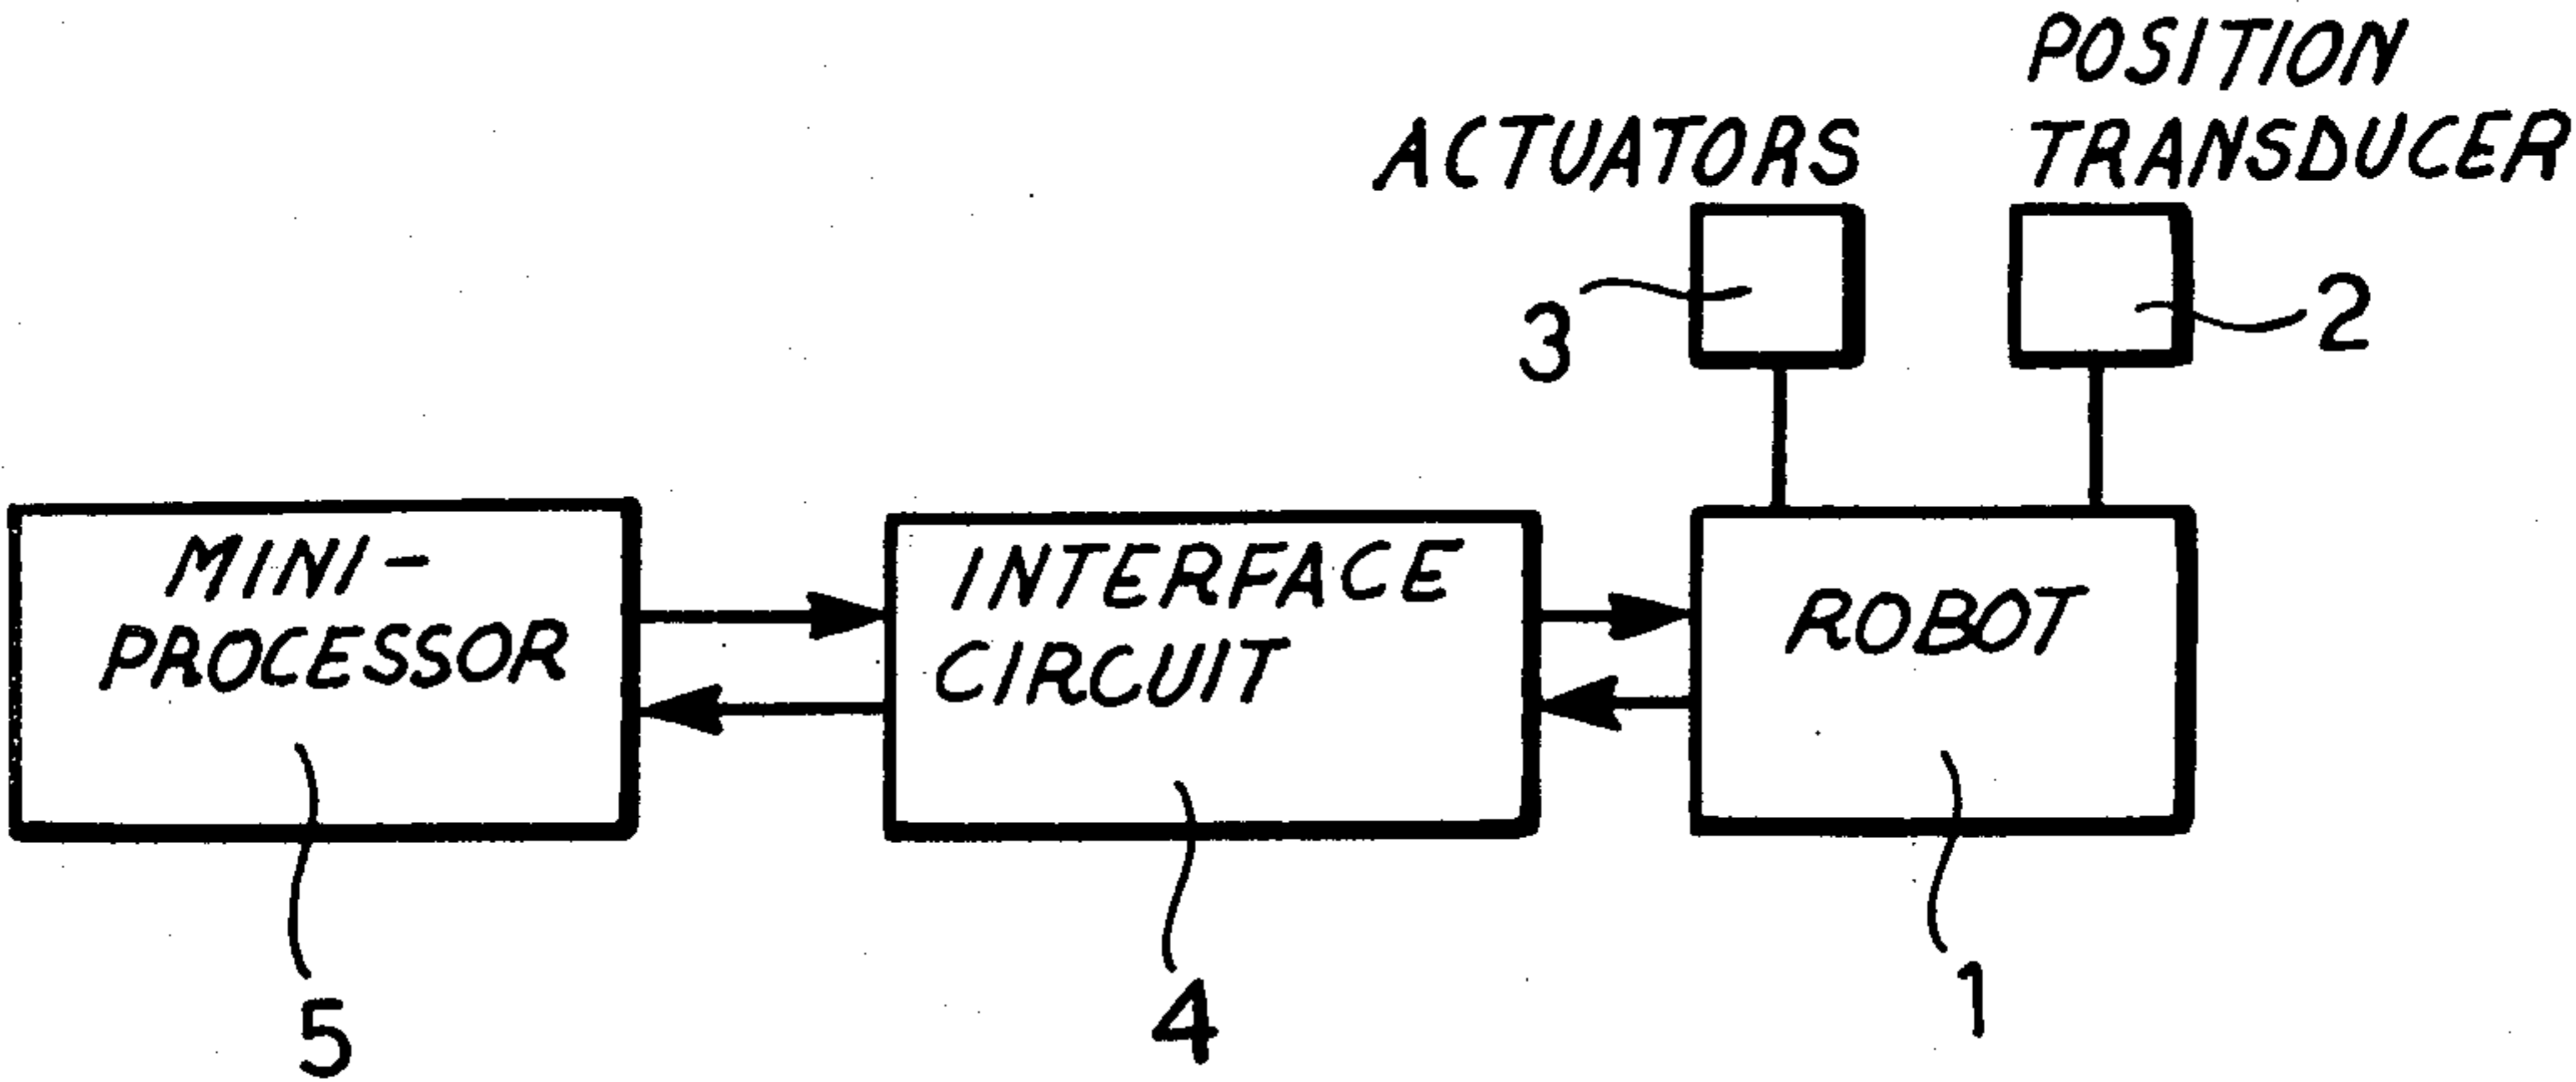 POSITION
TRANSDUCER
ACTUATORS
3
2
MINI-
PROCESSOR
INTERFACE
CIRCUIT
ROBOT
5
4
1